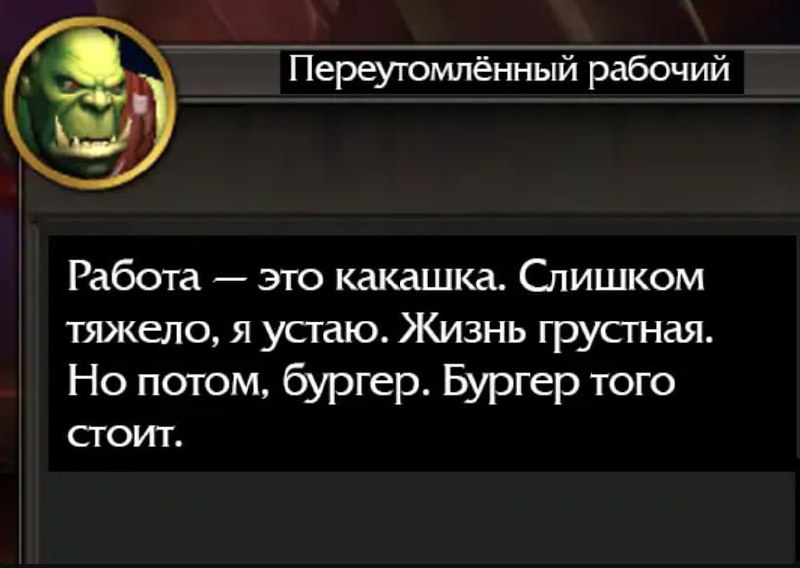 Переутомлённый рабочий
Работа — это какашка. Слишком
тяжело, я устаю. Жизнь грустная.
Но потом, бургер. Бургер того
стоит.